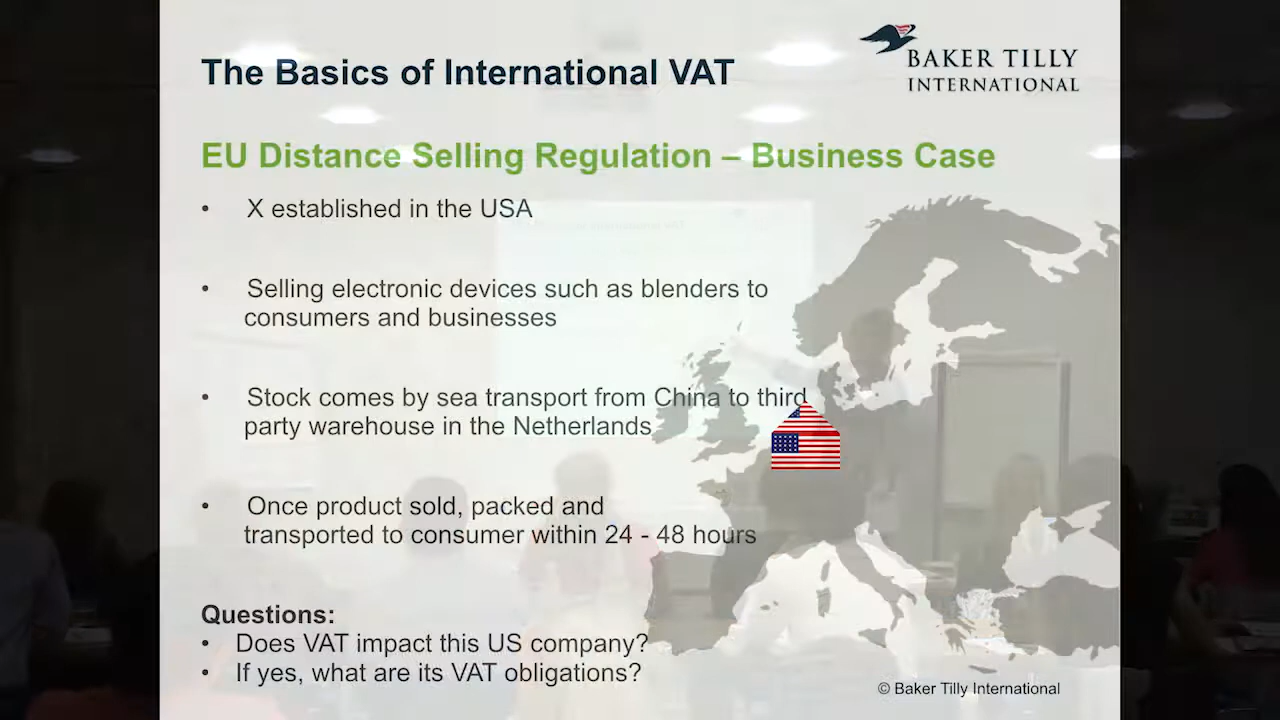 The Basics of International VAT
BAKER TILLY
INTERNATIONAL
EU Distance Selling Regulation – Business Case
• X established in the USA
• Selling electronic devices such as blenders to
consumers and businesses
• Stock comes by sea transport from China to third
party warehouse in the Netherlands
• Once product sold, packed and
transported to consumer within 24 - 48 hours
Questions:
• Does VAT impact this US company?
• If yes, what are its VAT obligations?
© Baker Tilly International